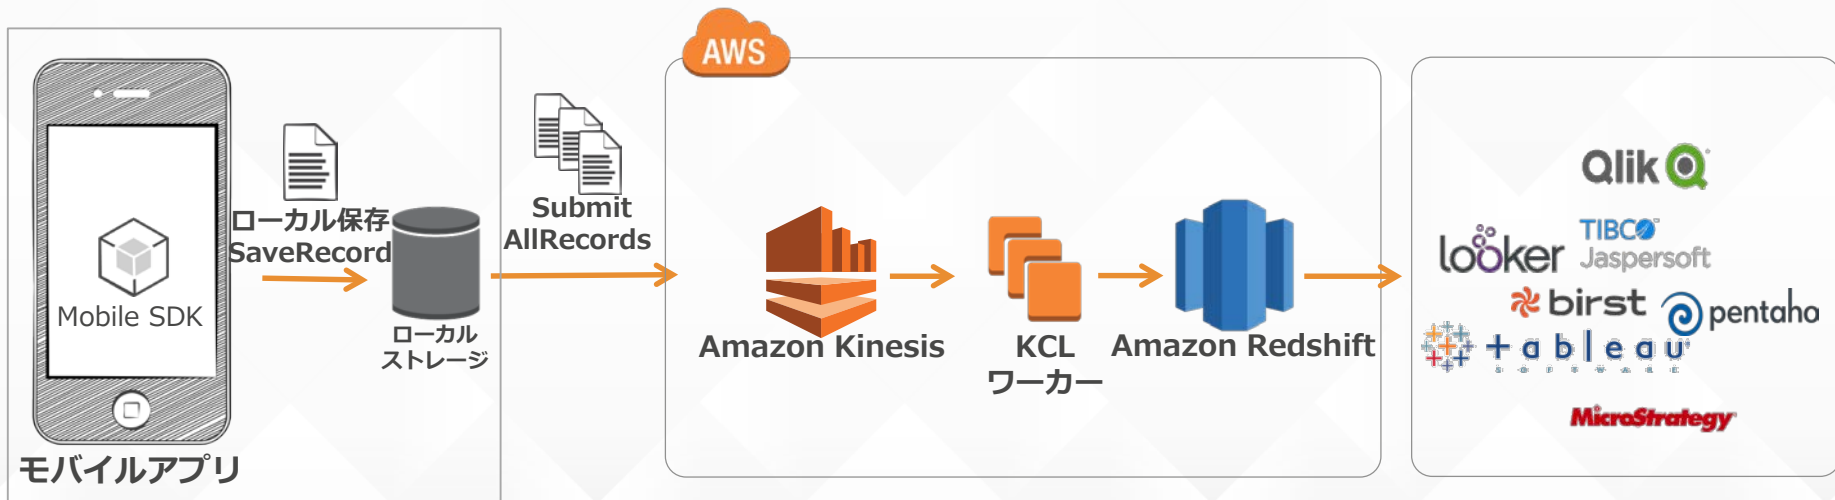 AWS
Mobile SDK
モバイルアプリ
ローカル保存
SaveRecord
ローカル
ストレージ
Submit
AllRecords
Amazon Kinesis
KCL
ワーカー
Amazon Redshift
Qlik
looker
TIBCO
Jaspersoft
birst
pentaho
+ableau
SOFTWARE
MicroStrategy